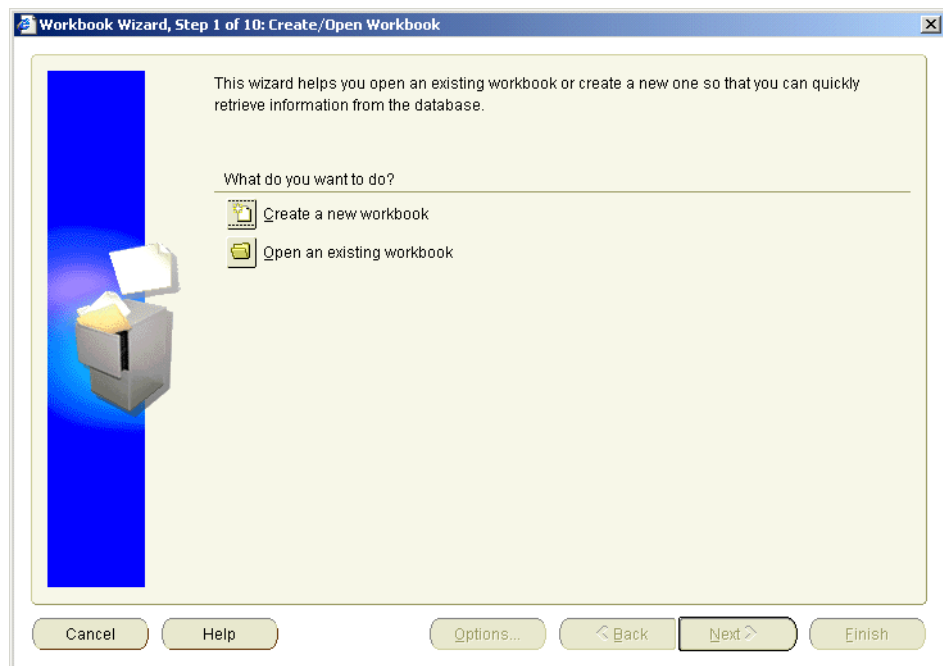 Workbook Wizard, Step 1 of 10: Create/Open Workbook
This wizard helps you open an existing workbook or create a new one so that you can quickly
retrieve information from the database.
What do you want to do?
Create a new workbook
Open an existing workbook
Cancel Help Options... Back Next Finish